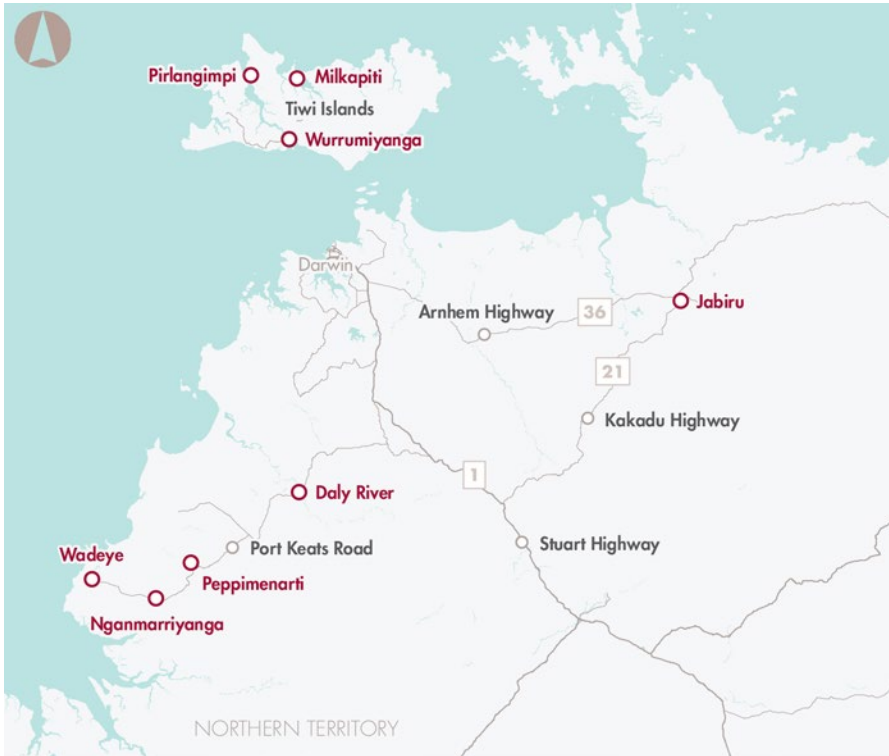 Pirlangimpi
Milkapiti
Tiwi Islands
Wurrumiyanga
Darwin
Arnhem Highway
36
Jabiru
21
Kakadu Highway
1
Daly River
Port Keats Road
Stuart Highway
Wadeye
Peppimenarti
Nganmarriyanga
NORTHERN TERRITORY